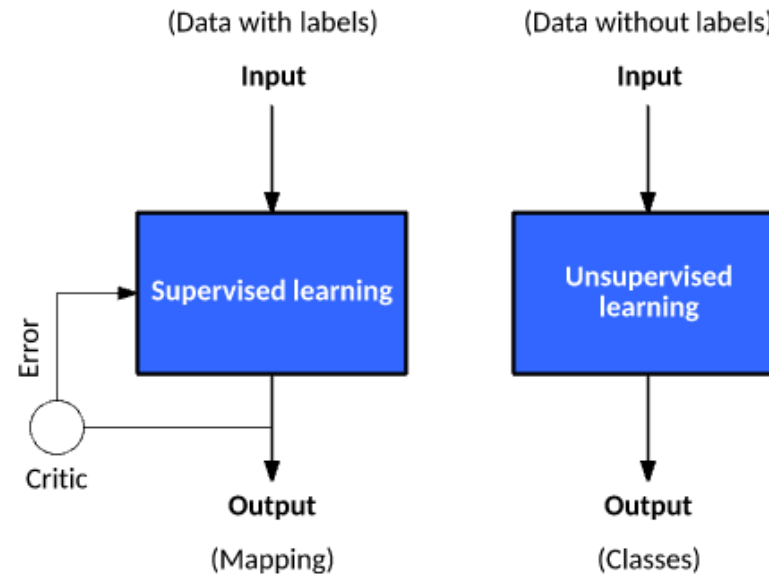 (Data with labels)
Input
Supervised learning
Error
Critic
Output
(Mapping)
(Data without labels)
Input
Unsupervised
learning
Output
(Classes)